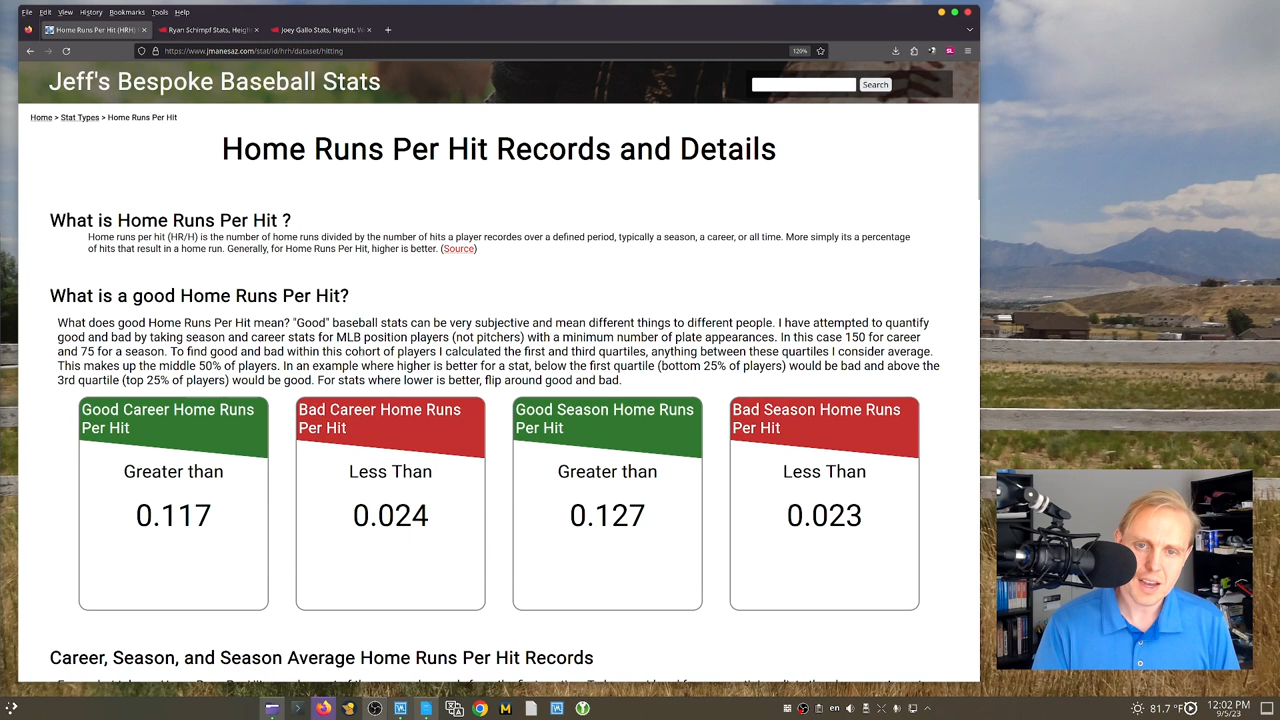 File Edit View History Bookmarks Tools Help
Home Runs Per Hit (HRH)
Ryan Schimpf Stats, Heigh
Joey Gallo Stats, Height, W
https://www.jmanesaz.com/stat/id/hrh/dataset/hitting
120%
Jeff's Bespoke Baseball Stats
Search
Home > Stat Types > Home Runs Per Hit
Home Runs Per Hit Records and Details
What is Home Runs Per Hit ?
Home runs per hit (HR/H) is the number of home runs divided by the number of hits a player recordes over a defined period, typically a season, a career, or all time. More simply its a percentage
of hits that result in a home run. Generally, for Home Runs Per Hit, higher is better. (Source)
What is a good Home Runs Per Hit?
What does good Home Runs Per Hit mean? "Good" baseball stats can be very subjective and mean different things to different people. I have attempted to quantify
good and bad by taking season and career stats for MLB position players (not pitchers) with a minimum number of plate appearances. In this case 150 for career
and 75 for a season. To find good and bad within this cohort of players I calculated the first and third quartiles, anything between these quartiles I consider average.
This makes up the middle 50% of players. In an example where higher is better for a stat, below the first quartile (bottom 25% of players) would be bad and above the
3rd quartile (top 25% of players) would be good. For stats where lower is better, flip around good and bad.
Good Career Home Runs
Per Hit
Greater than
0.117
Bad Career Home Runs
Per Hit
Less Than
0.024
Good Season Home Runs
Per Hit
Greater than
0.127
Bad Season Home Runs
Per Hit
Less Than
0.023
Career, Season, and Season Average Home Runs Per Hit Records
en
81.7 °F
12:02 PM
9/5/23